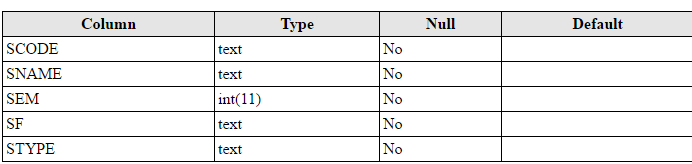 Column Type Null Default
SCODE text No
SNAME text No
SEM int(11) No
SF text No
STYPE text No